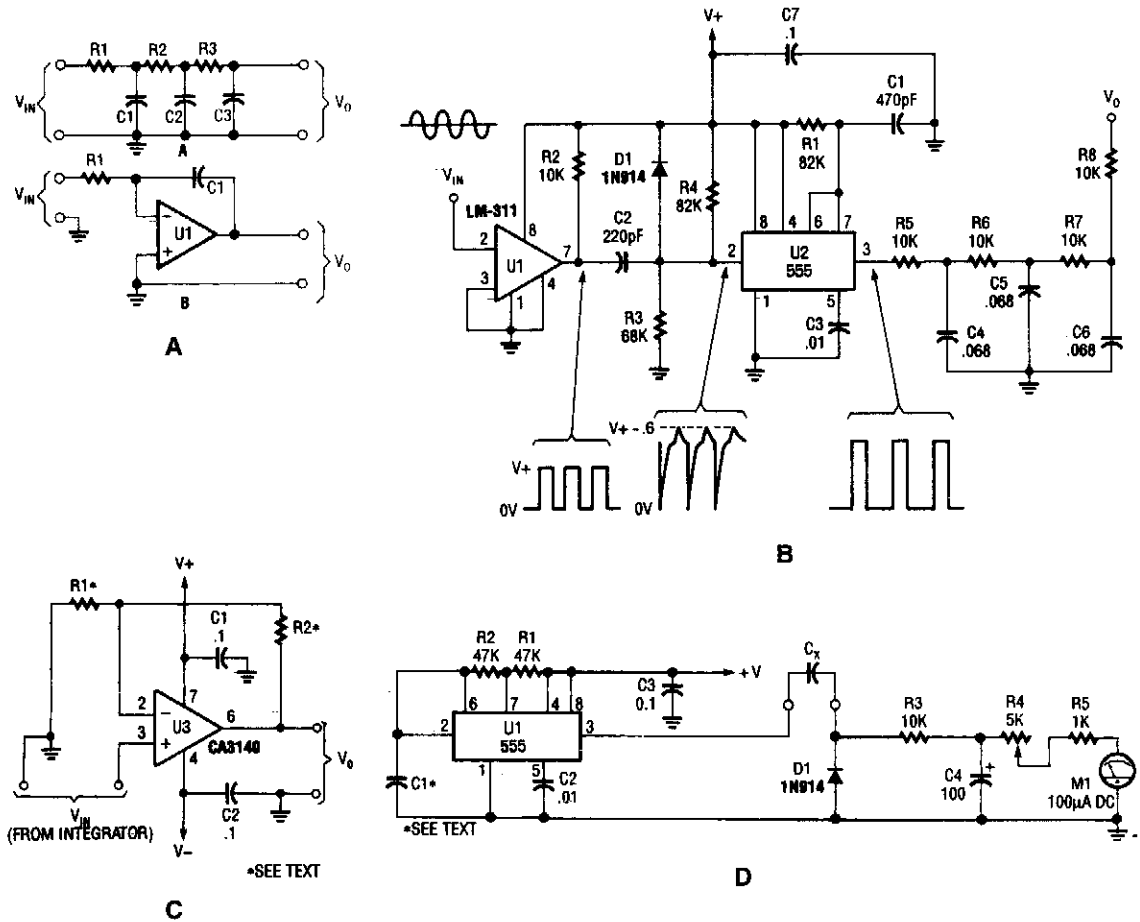 R1 R2 R3
VIN
VO
C1 C2 C3
A
R1
C1
VIN
U1
VO
B
A
V+
C7
.1
C1
470pF
R1
82K
R2
10K
D1
1N914
R4
82K
VIN
LM-311
C2
220pF
2
8
7
3
1
4
U1
R3
68K
8 4 6 7
2
U2
555
3
1
5
C3
.01
R5
10K
R6
10K
R7
10K
R8
10K
VO
C4
.068
C5
.068
C6
.068
V+
0V
V+ - .6
0V
B
V+
R1*
C1
.1
R2*
7
2
3
U3
6
CA3140
4
VO
VIN
(FROM INTEGRATOR)
C2
.1
V-
*SEE TEXT
C
R2
47K
R1
47K
+V
C3
0.1
6 7 4 8
2
U1
555
3
1
5
C1*
C2
.01
*SEE TEXT
CX
D1
1N914
R3
10K
R4
5K
R5
1K
C4
100
+
M1
100µA DC
D